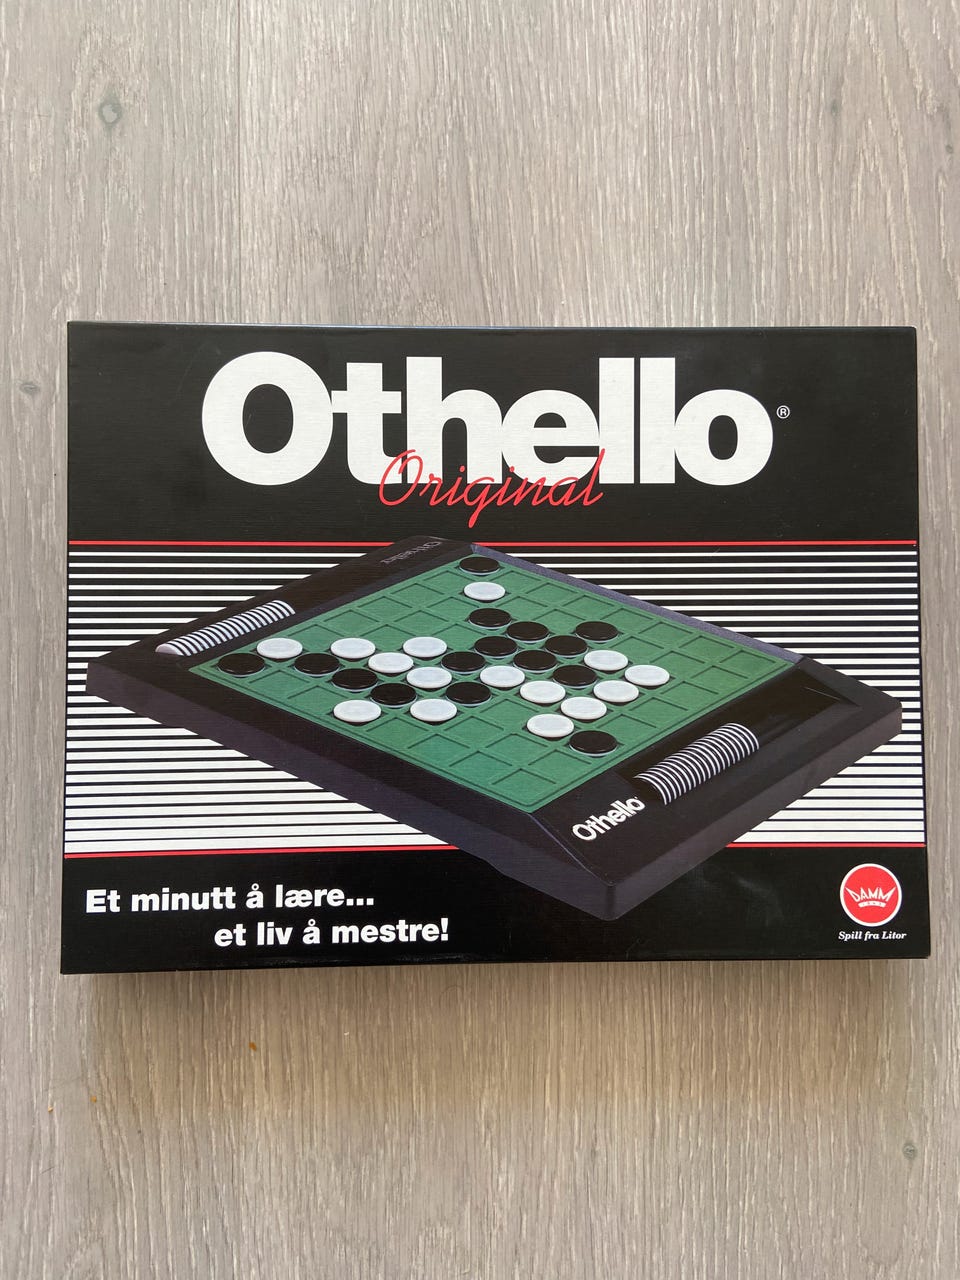 Othello®
Original
Othello
Othello
Et minutt å lære...
et liv å mestre!
DAMM
Spill fra Litor